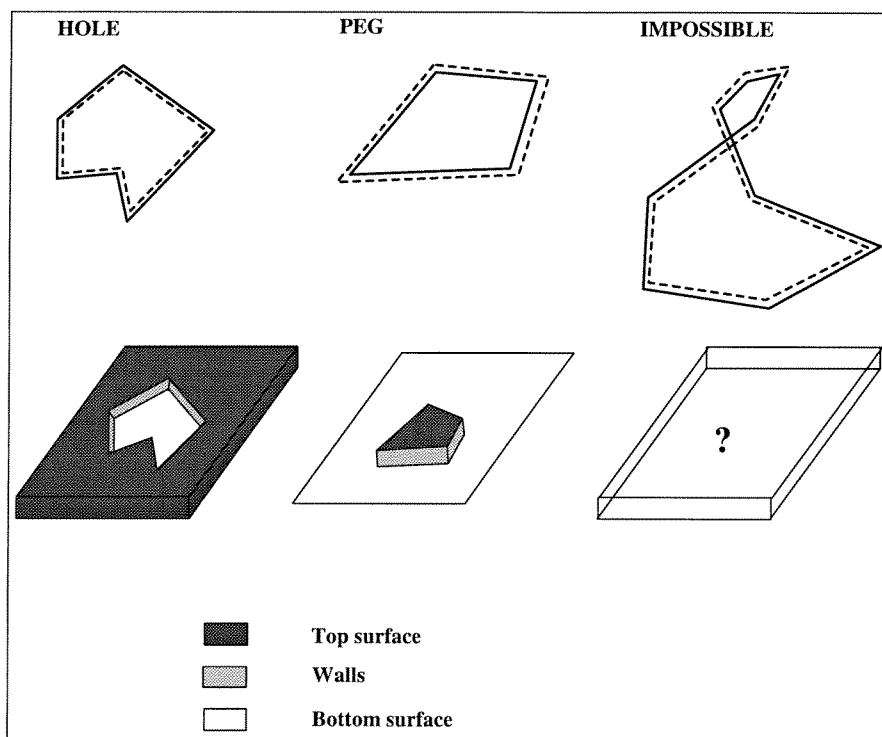 HOLE PEG IMPOSSIBLE
?
Top surface
Walls
Bottom surface